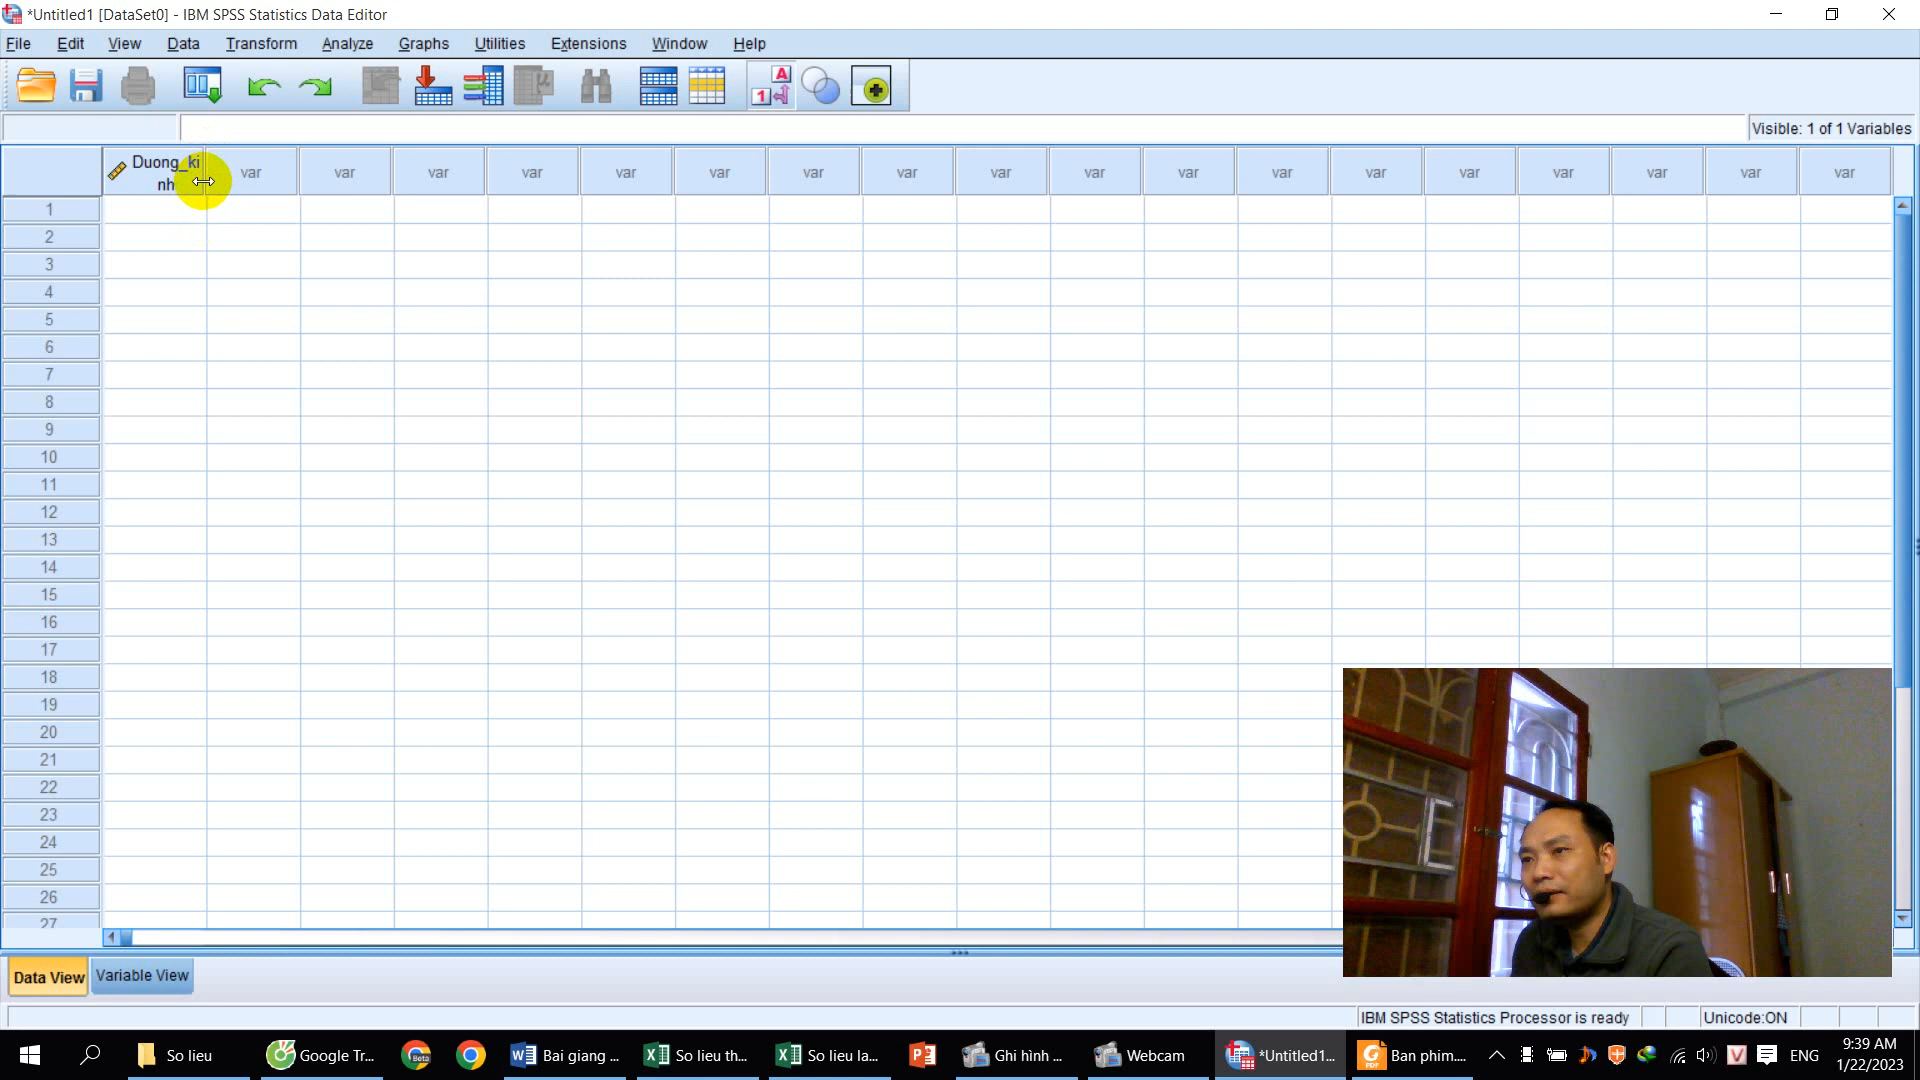 *Untitled1 [DataSet0] - IBM SPSS Statistics Data Editor
File Edit View Data Transform Analyze Graphs Utilities Extensions Window Help
Visible: 1 of 1 Variables
Duong_ki
nh
var var var var var var var var var var var var var var var var var var
1
2
3
4
5
6
7
8
9
10
11
12
13
14
15
16
17
18
19
20
21
22
23
24
25
26
27
Data View Variable View
IBM SPSS Statistics Processor is ready Unicode:ON
So lieu Google Tr... Beta Bai giang ... So lieu th... So lieu la... Ghi hình ... Webcam *Untitled1... Ban phim.... ENG
9:39 AM
1/22/2023